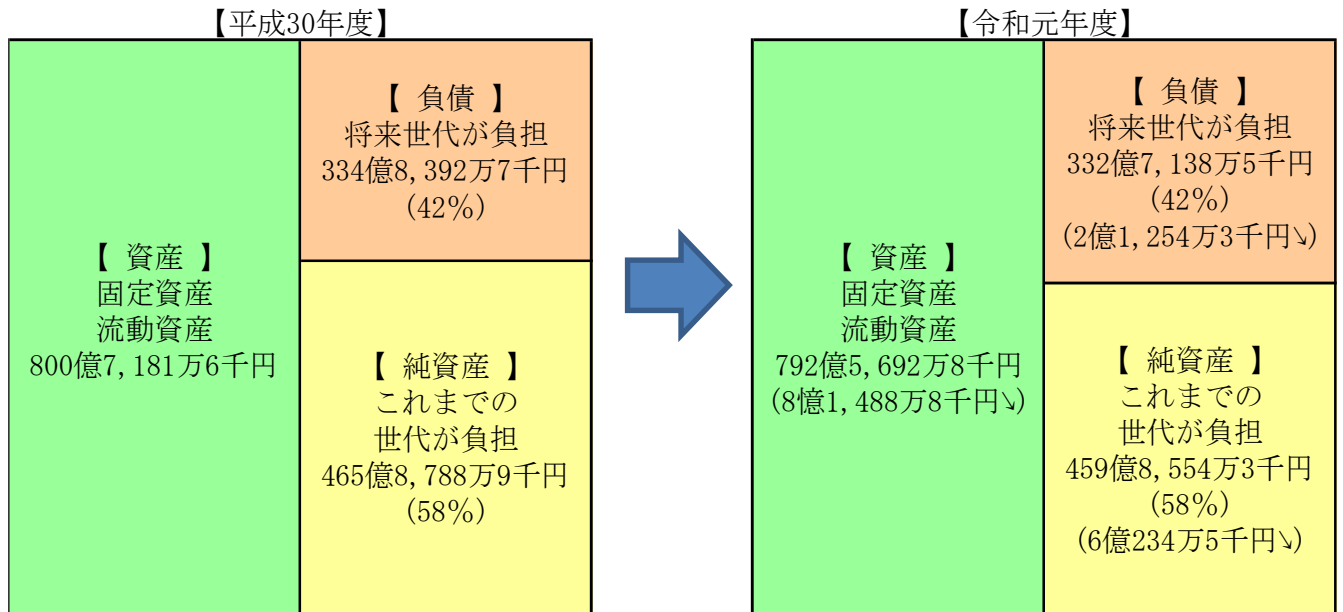 【平成30年度】
【 資産 】
固定資産
流動資産
800億7,181万6千円
【 負債 】
将来世代が負担
334億8,392万7千円
(42％)
【 純資産 】
これまでの
世代が負担
465億8,788万9千円
(58％)
【令和元年度】
【 資産 】
固定資産
流動資産
792億5,692万8千円
(8憶1,488万8千円↘)
【 負債 】
将来世代が負担
332億7,138万5千円
(42％)
(2億1,254万3千円↘)
【 純資産 】
これまでの
世代が負担
459億8,554万3千円
(58％)
(6億234万5千円↘)